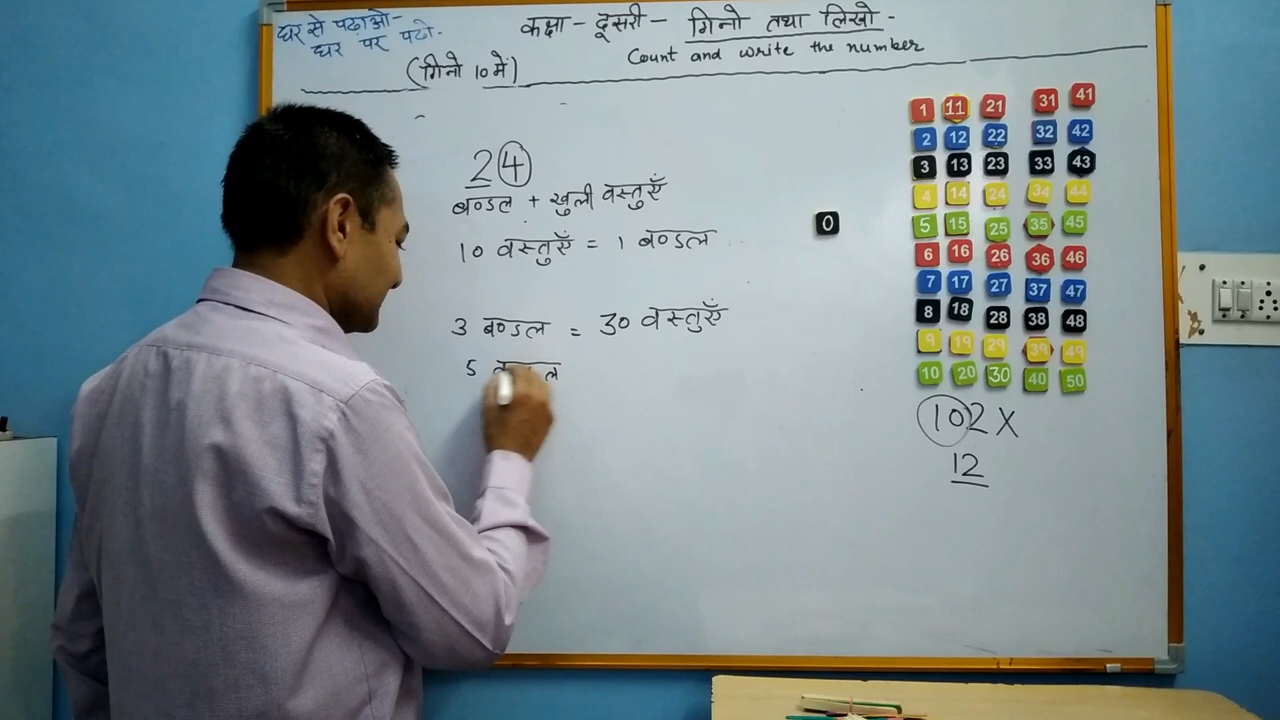 घर से पढ़ाओ-
घर पर पढो.
कक्षा - दूसरी - गिनो तथा लिखो -
Count and write the number
(गिनो 10 में)
24
बण्डल + खुली वस्तुएँ
10 वस्तुएँ = 1 बण्डल
3 बण्डल = 30 वस्तुएँ
5
0
1 11 21 31 41
2 12 22 32 42
3 13 23 33 43
4 14 24 34 44
5 15 25 35 45
6 16 26 36 46
7 17 27 37 47
8 18 28 38 48
9 19 29 39 49
10 20 30 40 50
102 X
12